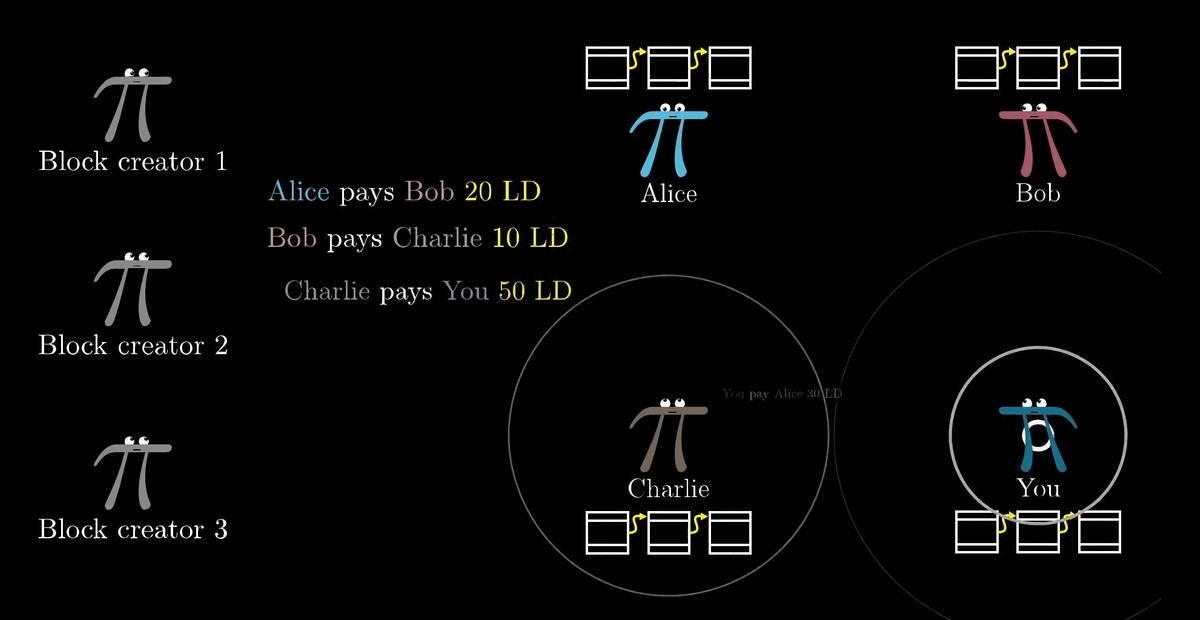 Block creator 1
Block creator 2
Block creator 3
Alice pays Bob 20 LD
Bob pays Charlie 10 LD
Charlie pays You 50 LD
Alice
Bob
You pay Alice 30 LD
Charlie
You